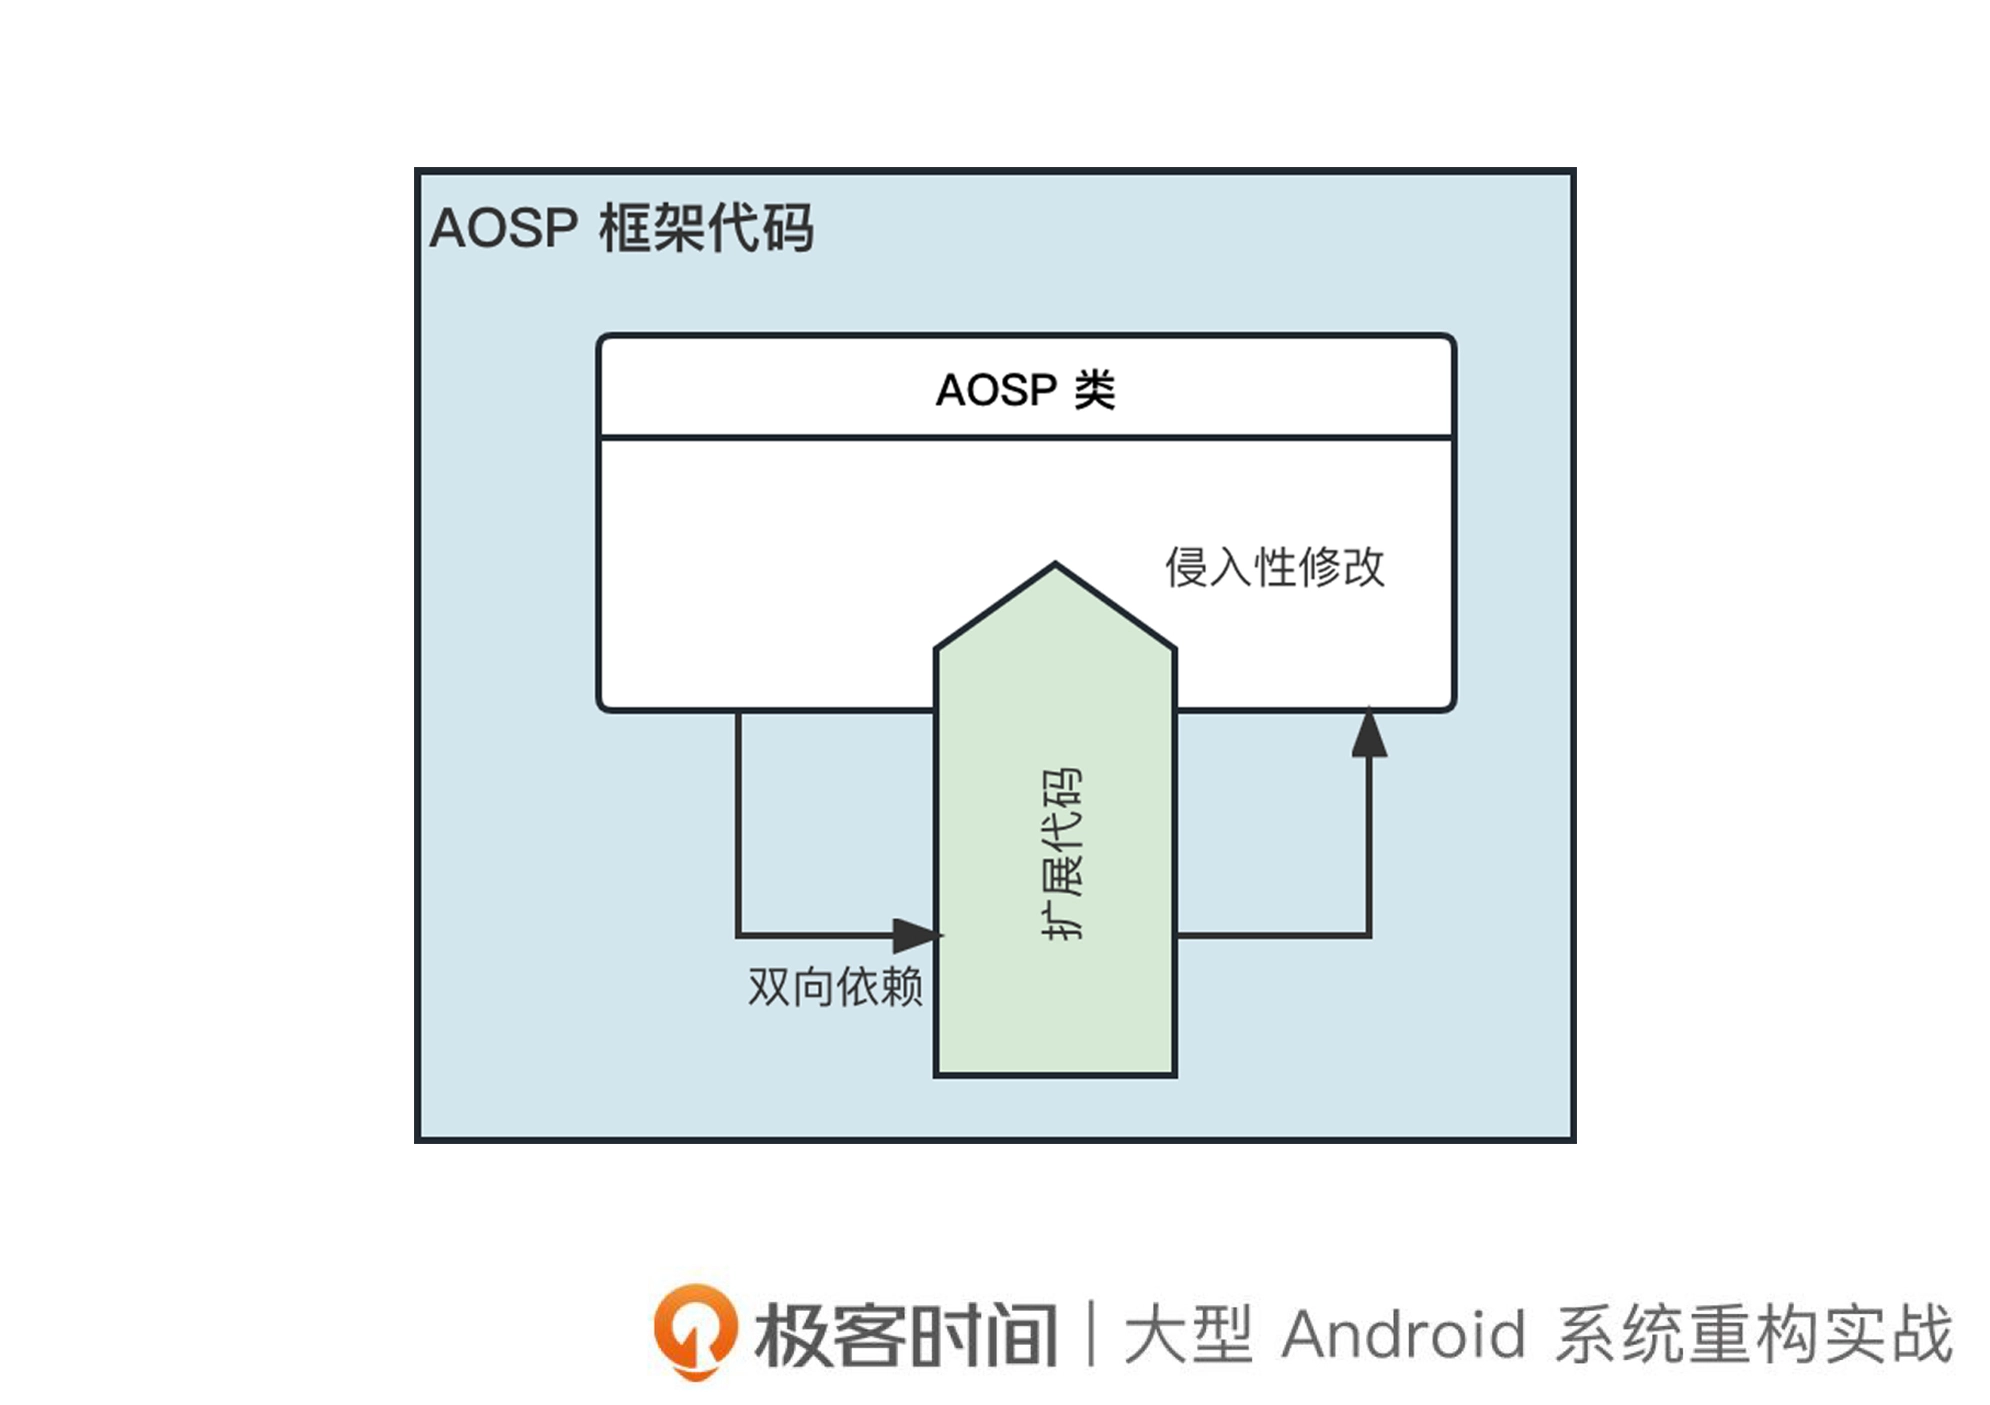 AOSP 框架代码
AOSP 类
侵入性修改
扩展代码
双向依赖
极客时间 | 大型 Android 系统重构实战